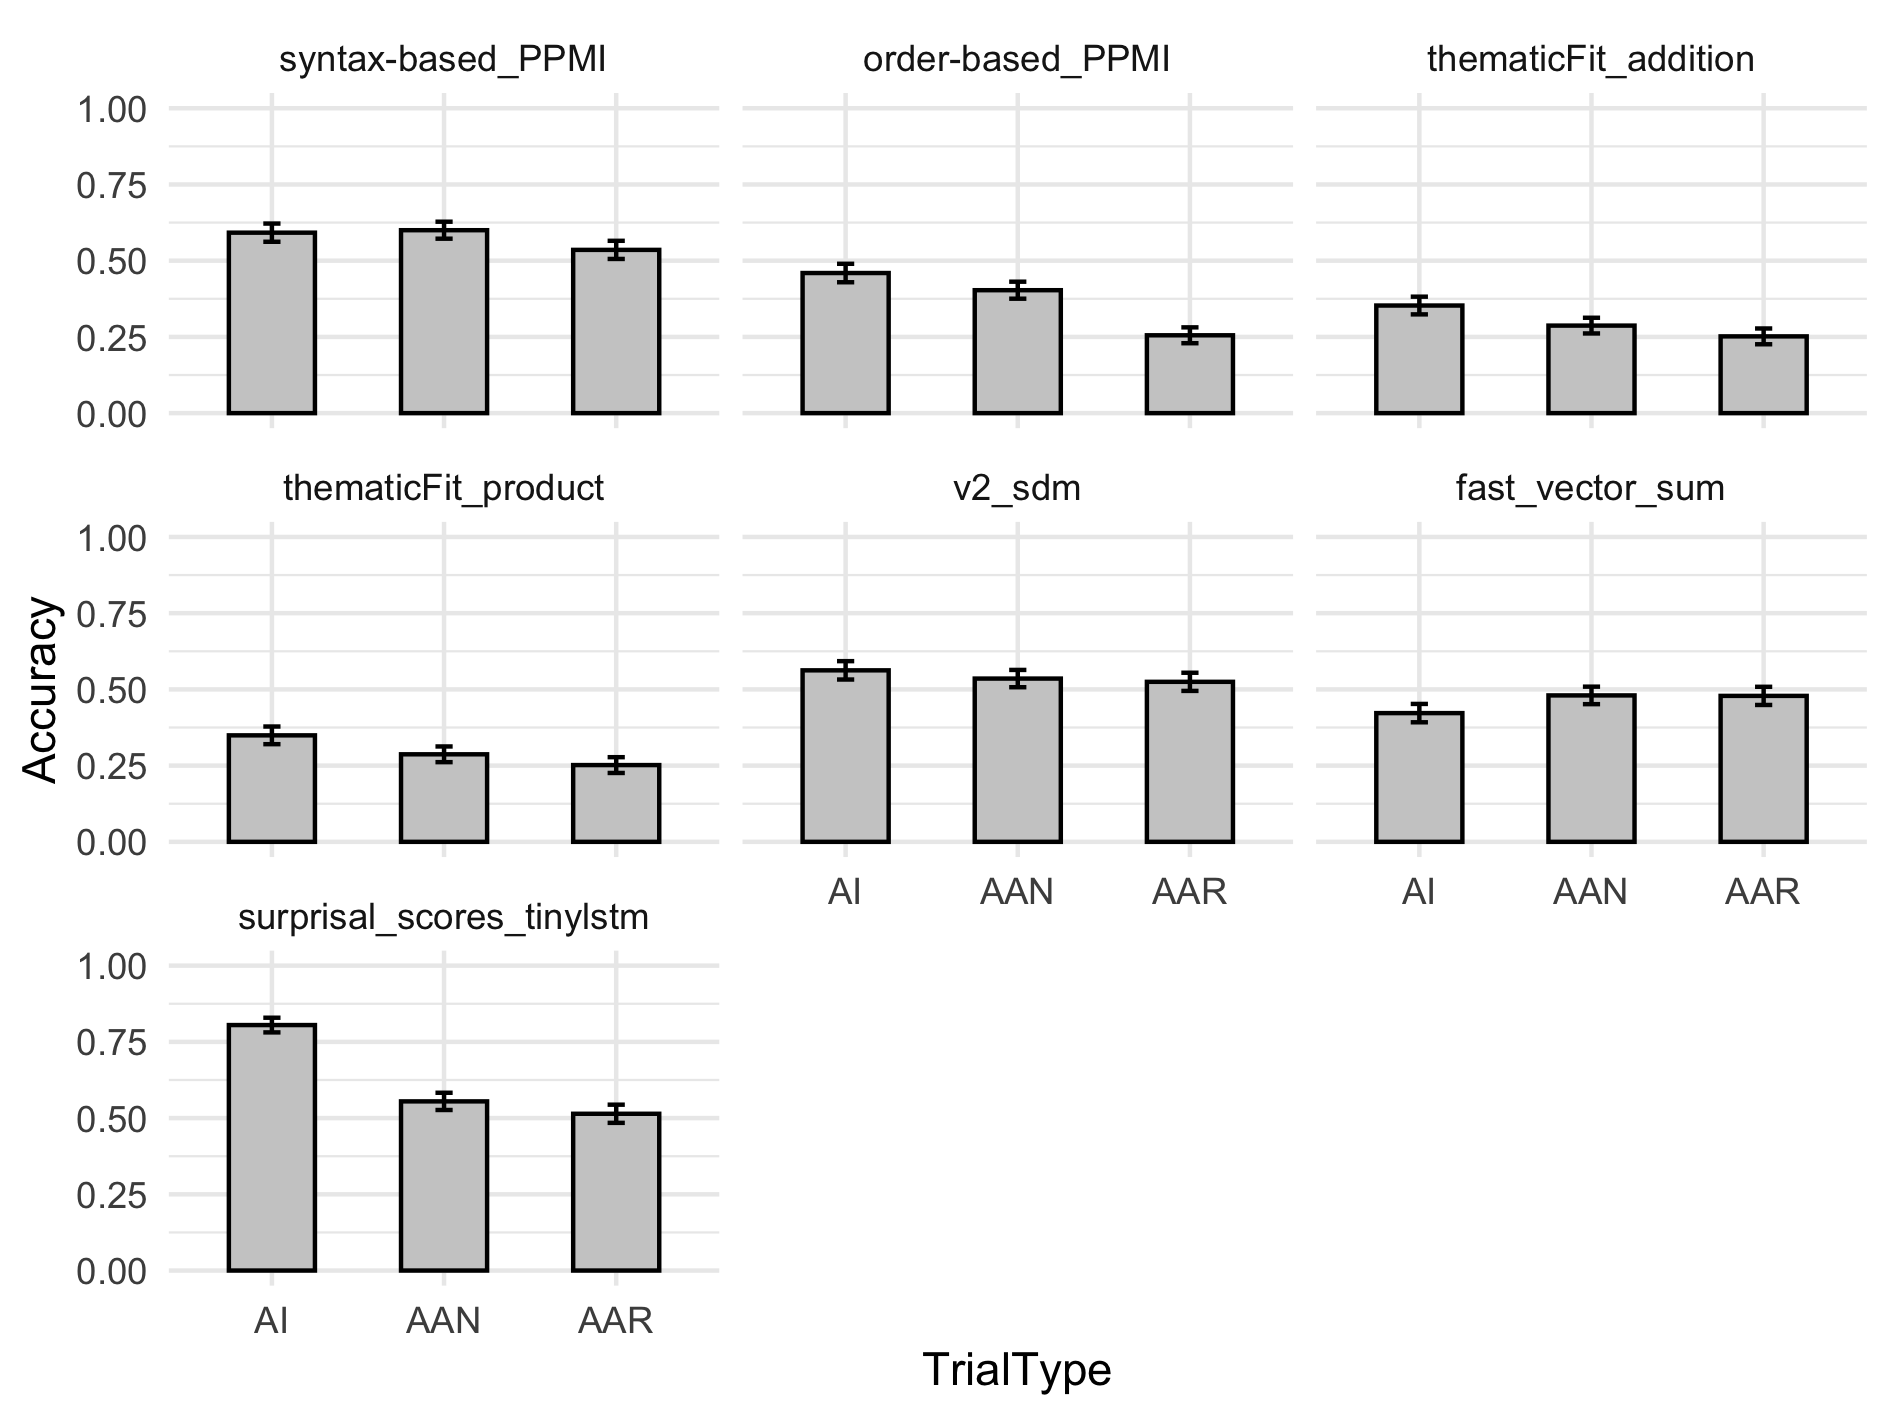 syntax-based_PPMI
order-based_PPMI
thematicFit_addition
1.00
0.75
0.50
0.25
0.00
thematicFit_product
v2_sdm
fast_vector_sum
1.00
0.75
0.50
0.25
0.00
AI AAN AAR
AI AAN AAR
surprisal_scores_tinylstm
1.00
0.75
0.50
0.25
0.00
AI AAN AAR
Accuracy
TrialType